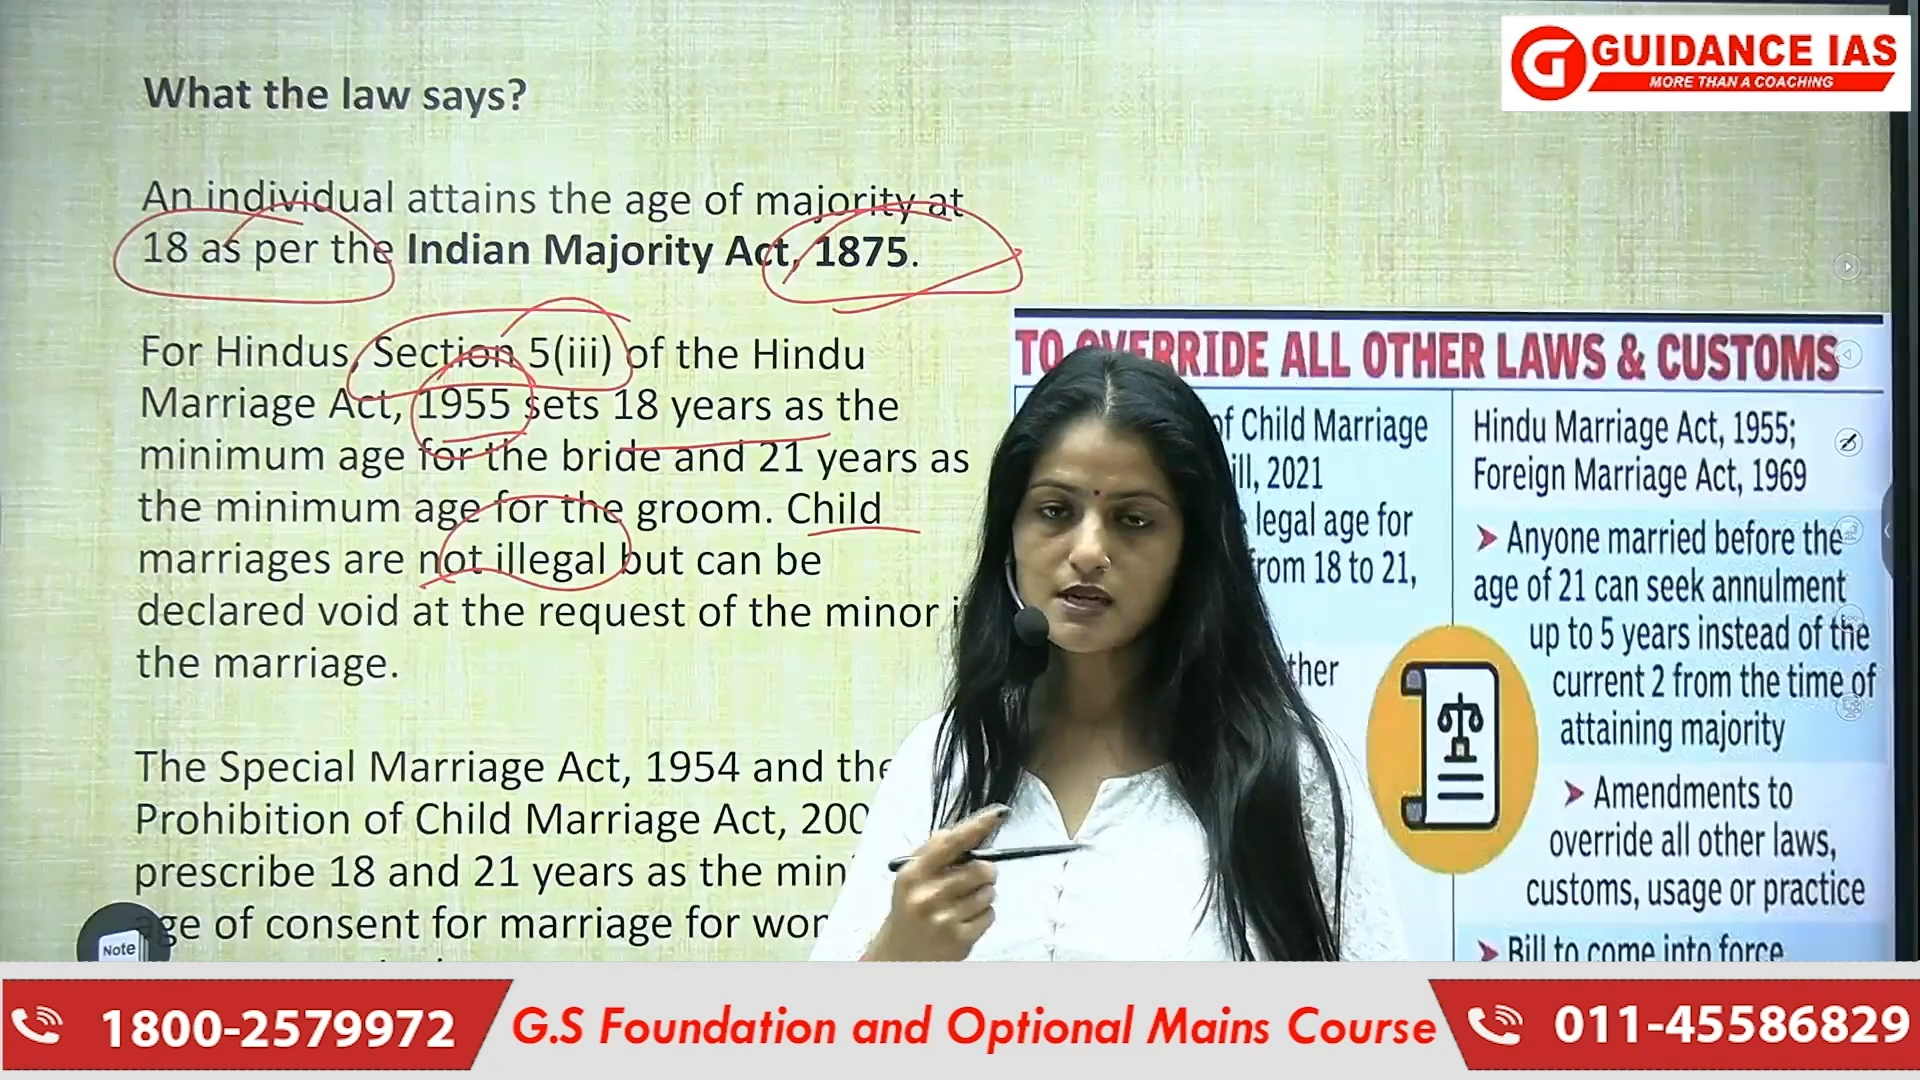 GUIDANCE IAS
MORE THAN A COACHING
What the law says?
An individual attains the age of majority at
18 as per the Indian Majority Act, 1875.
For Hindus, Section 5(iii) of the Hindu
Marriage Act, 1955 sets 18 years as the
minimum age for the bride and 21 years as
the minimum age for the groom. Child
marriages are not illegal but can be
declared void at the request of the minor
the marriage.
The Special Marriage Act, 1954 and the
Prohibition of Child Marriage Act,
prescribe 18 and 21 years as the
age of consent for marriage for
Note
TO OVERRIDE ALL OTHER LAWS & CUSTOMS
of Child Marriage
2021
legal age for
from 18 to 21,
Hindu Marriage Act, 1955;
Foreign Marriage Act, 1969
Anyone married before the
age of 21 can seek annulment
up to 5 years instead of the
current 2 from the time of
attaining majority
Amendments to
override all other laws,
customs, usage or practice
Bill to come into force
1800-2579972
G.S Foundation and Optional Mains Course
011-45586829